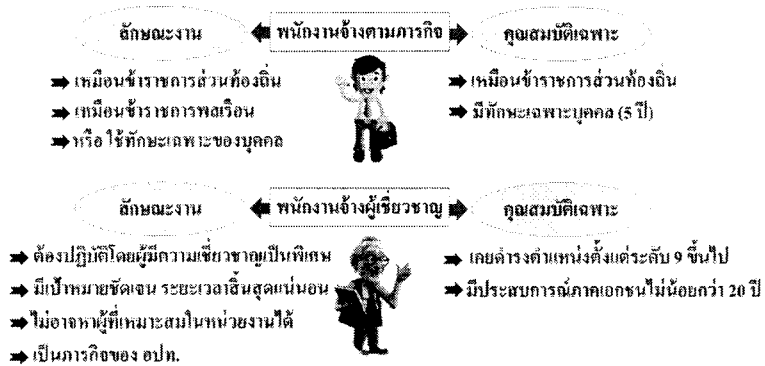 ลักษณะงาน
พนักงานจ้างตามภารกิจ
คุณสมบัติเฉพาะ
เหมือนข้าราชการส่วนท้องถิ่น
เหมือนข้าราชการพลเรือน
หรือ ใช้ทักษะเฉพาะของบุคคล
เหมือนข้าราชการส่วนท้องถิ่น
มีทักษะเฉพาะบุคคล (5 ปี)
ลักษณะงาน
พนักงานจ้างผู้เชี่ยวชาญ
คุณสมบัติเฉพาะ
ต้องปฏิบัติโดยผู้มีความเชี่ยวชาญเป็นพิเศษ
มีเป้าหมายชัดเจน ระยะเวลาสิ้นสุดแน่นอน
ไม่อาจหาผู้ที่เหมาะสมในหน่วยงานได้
เป็นภารกิจของ อปท.
เคยดำรงตำแหน่งตั้งแต่ระดับ 9 ขึ้นไป
มีประสบการณ์ภาคเอกชนไม่น้อยกว่า 20 ปี